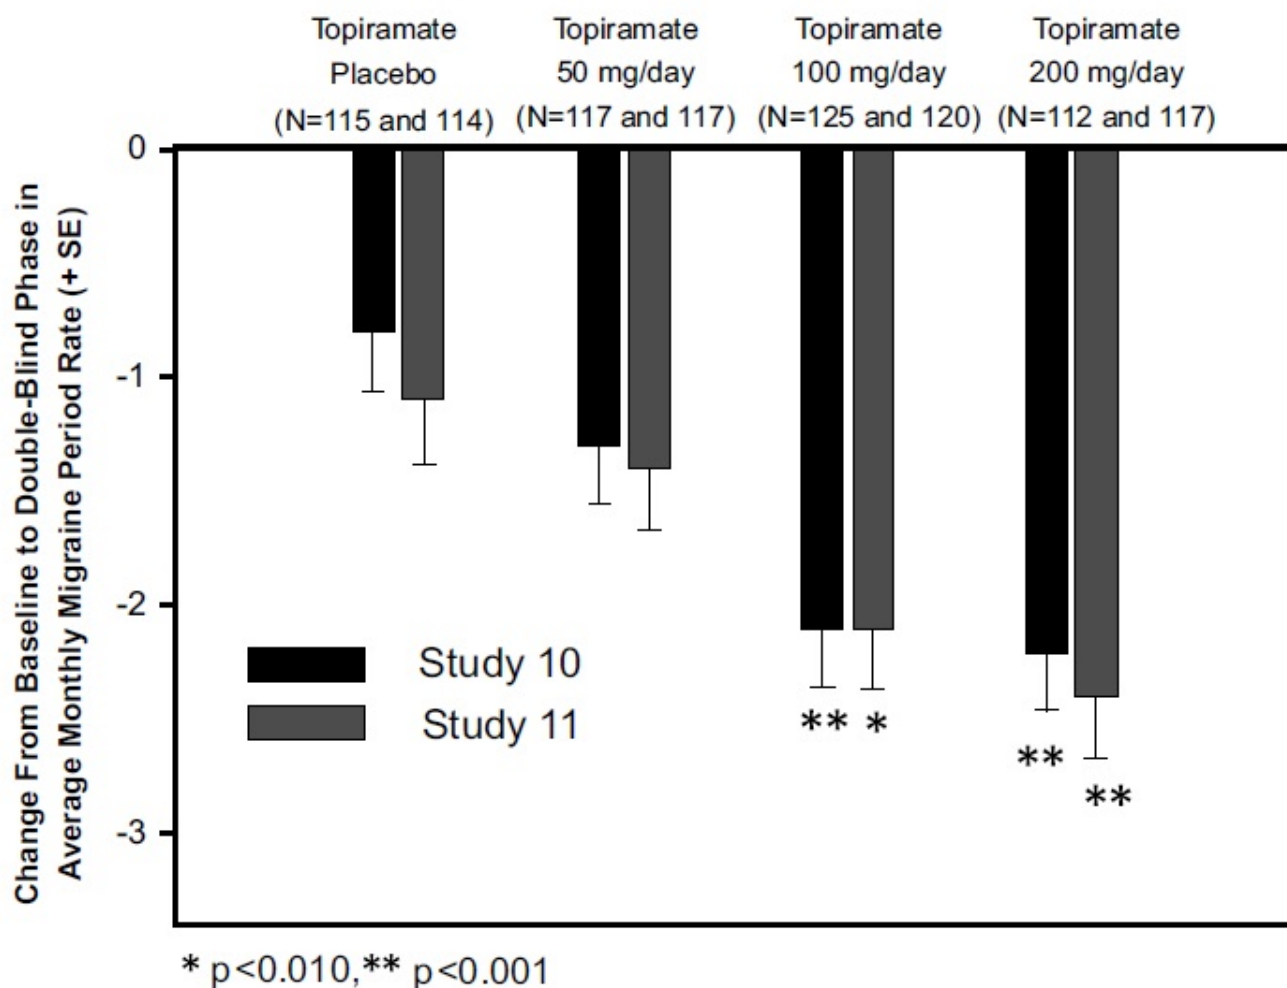 Topiramate
Placebo
(N=115 and 114)
Topiramate
50 mg/day
(N=117 and 117)
Topiramate
100 mg/day
(N=125 and 120)
Topiramate
200 mg/day
(N=112 and 117)
Change From Baseline to Double-Blind Phase in
Average Monthly Migraine Period Rate (+ SE)
0
-1
-2
-3
Study 10
Study 11
** *
**
**
* p<0.010,** p<0.001